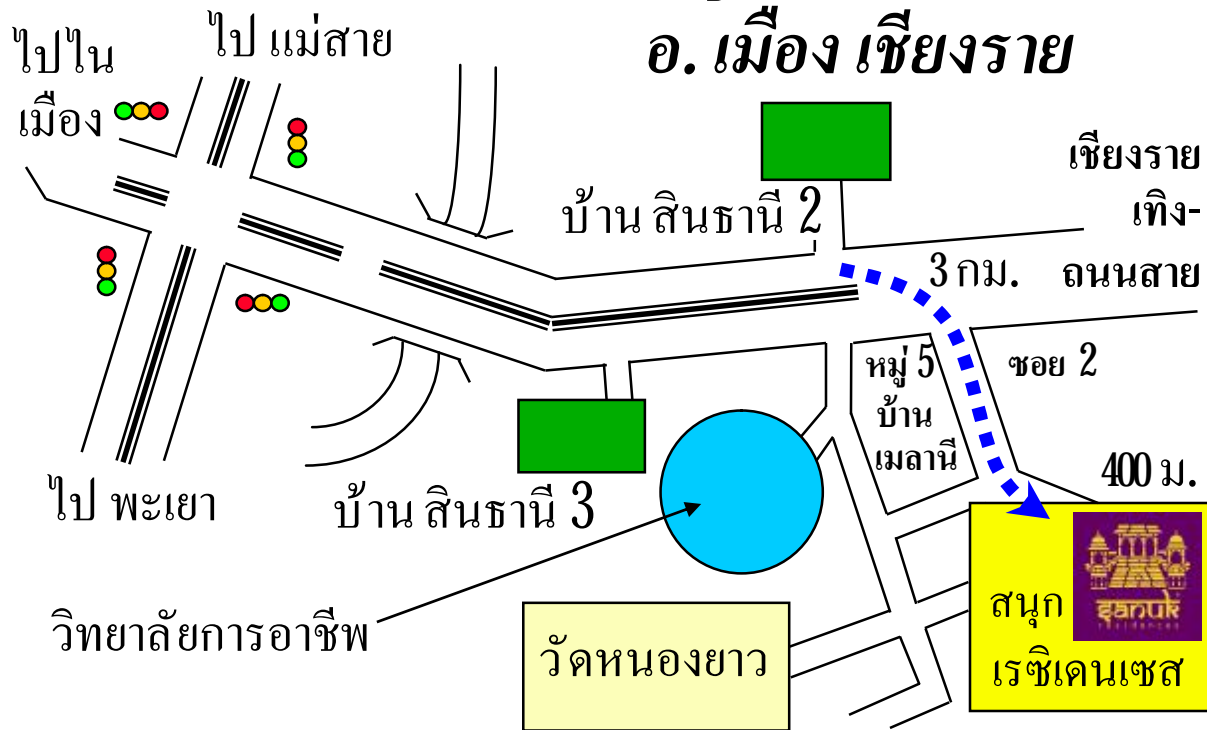 อ. เมือง เชียงราย
ไปใน
เมือง
ไป แม่สาย
เชียงราย
เทิง-
ถนนสาย
บ้าน สินธานี 2
3 กม.
หมู่ 5
บ้าน
เมลานี
ซอย 2
400 ม.
ไป พะเยา
บ้าน สินธานี 3
วิทยาลัยการอาชีพ
วัดหนองยาว
สนุก
เรซิเดนเซส
sanuk
residences